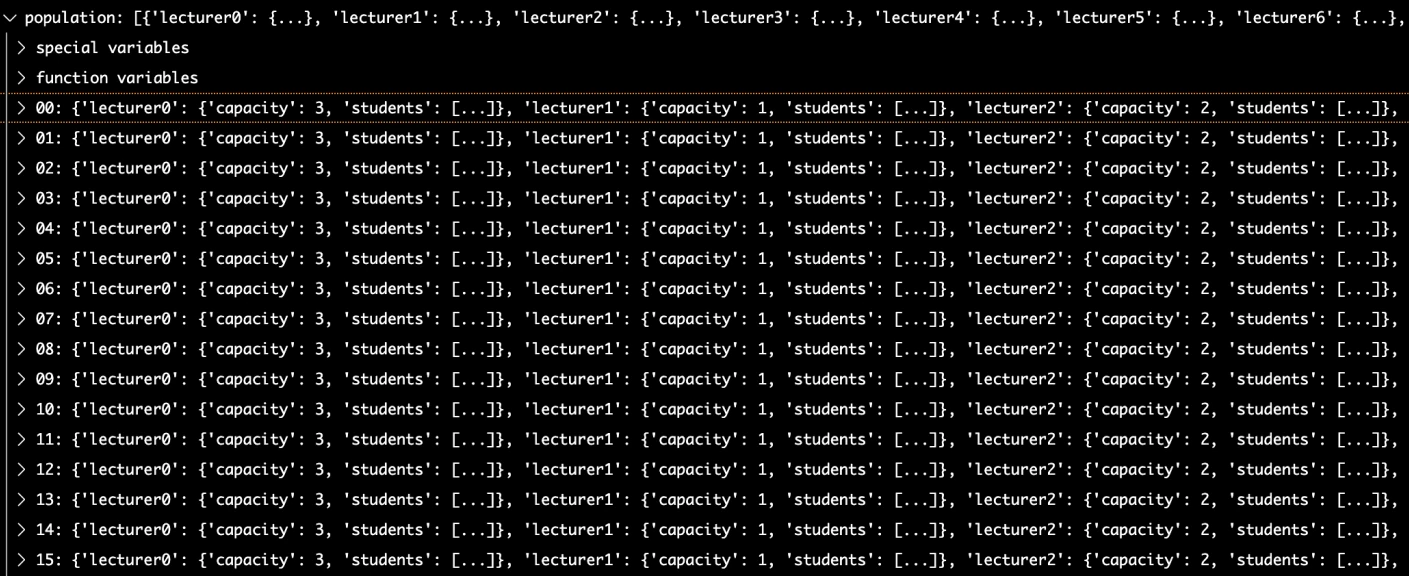 population: [{'lecturer0': {...}, 'lecturer1': {...}, 'lecturer2': {...}, 'lecturer3': {...}, 'lecturer4': {...}, 'lecturer5': {...}, 'lecturer6': {...},
> special variables
> function variables
> 00: {'lecturer0': {'capacity': 3, 'students': [...]}, 'lecturer1': {'capacity': 1, 'students': [...]}, 'lecturer2': {'capacity': 2, 'students': [...]},
> 01: {'lecturer0': {'capacity': 3, 'students': [...]}, 'lecturer1': {'capacity': 1, 'students': [...]}, 'lecturer2': {'capacity': 2, 'students': [...]},
> 02: {'lecturer0': {'capacity': 3, 'students': [...]}, 'lecturer1': {'capacity': 1, 'students': [...]}, 'lecturer2': {'capacity': 2, 'students': [...]},
> 03: {'lecturer0': {'capacity': 3, 'students': [...]}, 'lecturer1': {'capacity': 1, 'students': [...]}, 'lecturer2': {'capacity': 2, 'students': [...]},
> 04: {'lecturer0': {'capacity': 3, 'students': [...]}, 'lecturer1': {'capacity': 1, 'students': [...]}, 'lecturer2': {'capacity': 2, 'students': [...]},
> 05: {'lecturer0': {'capacity': 3, 'students': [...]}, 'lecturer1': {'capacity': 1, 'students': [...]}, 'lecturer2': {'capacity': 2, 'students': [...]},
> 06: {'lecturer0': {'capacity': 3, 'students': [...]}, 'lecturer1': {'capacity': 1, 'students': [...]}, 'lecturer2': {'capacity': 2, 'students': [...]},
> 07: {'lecturer0': {'capacity': 3, 'students': [...]}, 'lecturer1': {'capacity': 1, 'students': [...]}, 'lecturer2': {'capacity': 2, 'students': [...]},
> 08: {'lecturer0': {'capacity': 3, 'students': [...]}, 'lecturer1': {'capacity': 1, 'students': [...]}, 'lecturer2': {'capacity': 2, 'students': [...]},
> 09: {'lecturer0': {'capacity': 3, 'students': [...]}, 'lecturer1': {'capacity': 1, 'students': [...]}, 'lecturer2': {'capacity': 2, 'students': [...]},
> 10: {'lecturer0': {'capacity': 3, 'students': [...]}, 'lecturer1': {'capacity': 1, 'students': [...]}, 'lecturer2': {'capacity': 2, 'students': [...]},
> 11: {'lecturer0': {'capacity': 3, 'students': [...]}, 'lecturer1': {'capacity': 1, 'students': [...]}, 'lecturer2': {'capacity': 2, 'students': [...]},
> 12: {'lecturer0': {'capacity': 3, 'students': [...]}, 'lecturer1': {'capacity': 1, 'students': [...]}, 'lecturer2': {'capacity': 2, 'students': [...]},
> 13: {'lecturer0': {'capacity': 3, 'students': [...]}, 'lecturer1': {'capacity': 1, 'students': [...]}, 'lecturer2': {'capacity': 2, 'students': [...]},
> 14: {'lecturer0': {'capacity': 3, 'students': [...]}, 'lecturer1': {'capacity': 1, 'students': [...]}, 'lecturer2': {'capacity': 2, 'students': [...]},
> 15: {'lecturer0': {'capacity': 3, 'students': [...]}, 'lecturer1': {'capacity': 1, 'students': [...]}, 'lecturer2': {'capacity': 2, 'students': [...]},